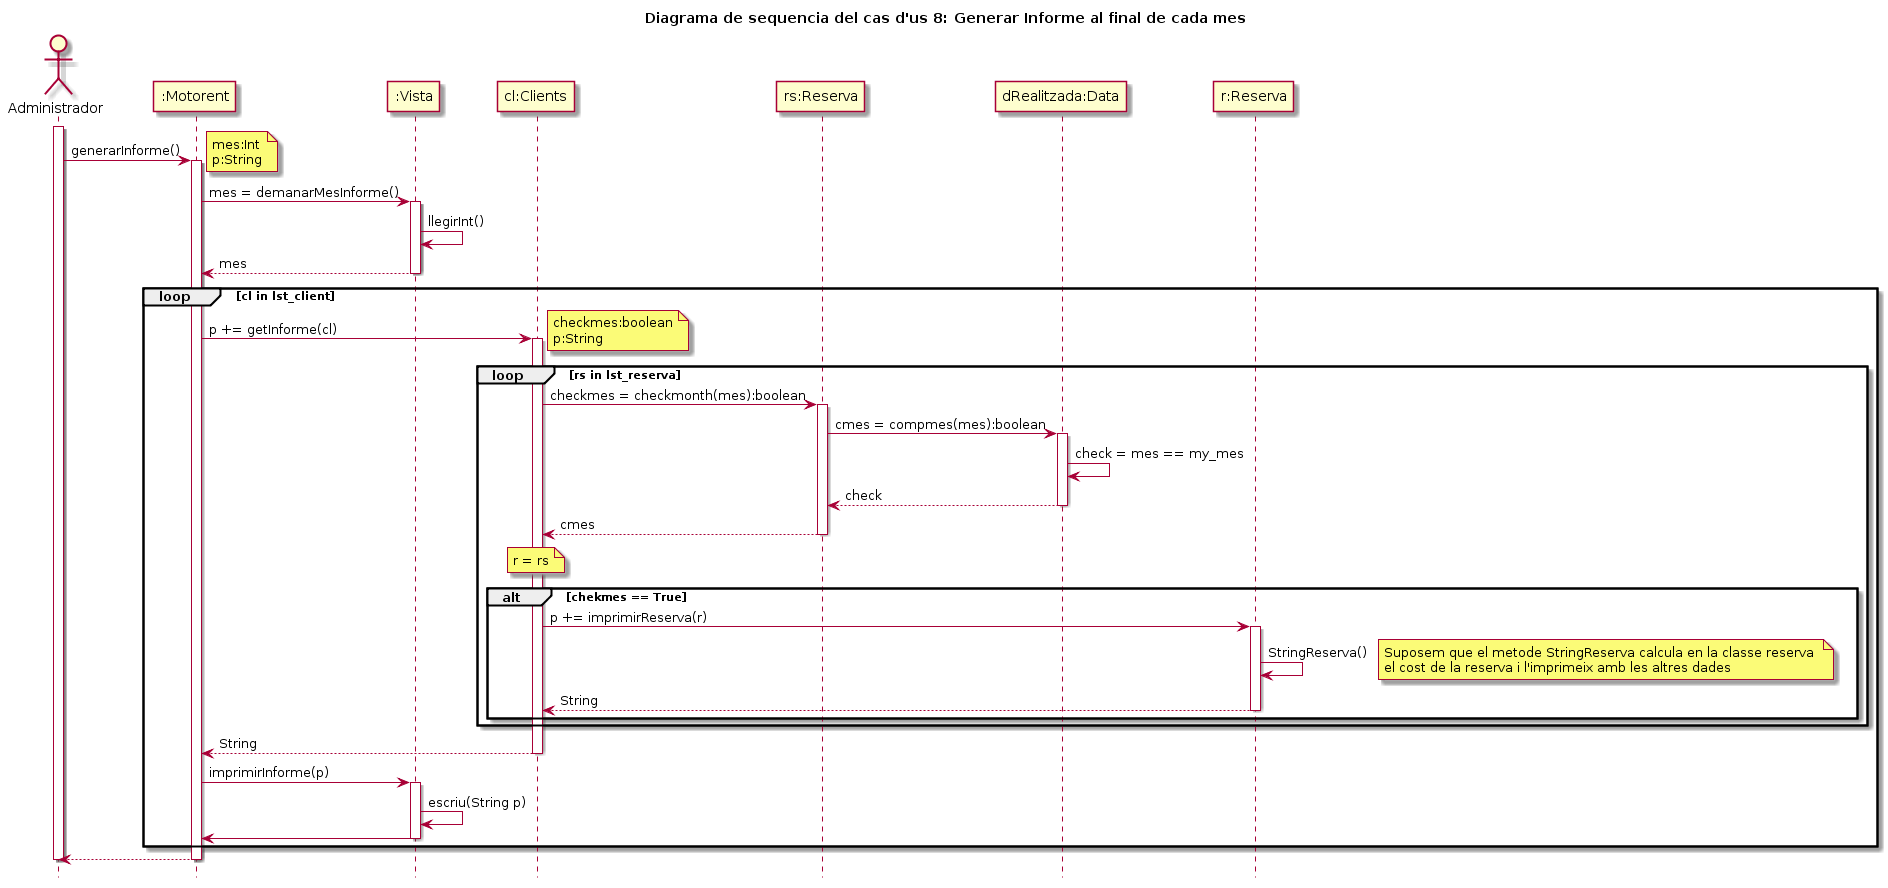 Diagrama de sequencia del cas d'us 8: Generar Informe al final de cada mes
Administrador
:Motorent
:Vista
cl:Clients
rs:Reserva
dRealitzada:Data
r:Reserva
generarInforme()
mes:Int
p:String
mes = demanarMesInforme()
llegirInt()
mes
loop [cl in lst_client]
p += getInforme(cl)
checkmes:boolean
p:String
loop [rs in lst_reserva]
checkmes = checkmonth(mes):boolean
cmes = compmes(mes):boolean
check = mes == my_mes
check
cmes
r = rs
alt [chekmes == True]
p += imprimirReserva(r)
StringReserva()
Suposem que el metode StringReserva calcula en la classe reserva
el cost de la reserva i l'imprimeix amb les altres dades
String
String
imprimirInforme(p)
escriu(String p)